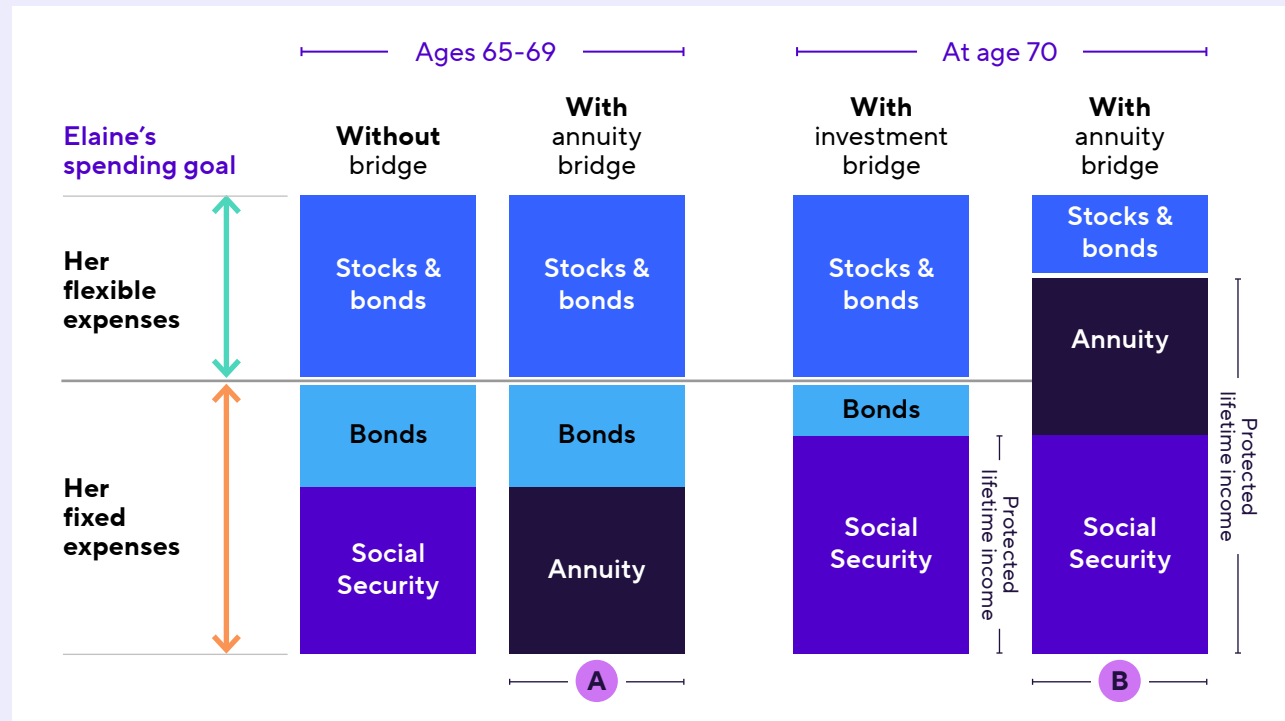 Ages 65-69
At age 70
Elaine's
spending goal
Without
bridge
With
annuity
bridge
With
investment
bridge
With
annuity
bridge
Her
flexible
expenses
Stocks &
bonds
Stocks &
bonds
Stocks &
bonds
Stocks &
bonds
Annuity
Her
fixed
expenses
Bonds
Social
Security
Bonds
Annuity
Bonds
Social
Security
Protected
lifetime income
Social
Security
Protected
lifetime income
A
B